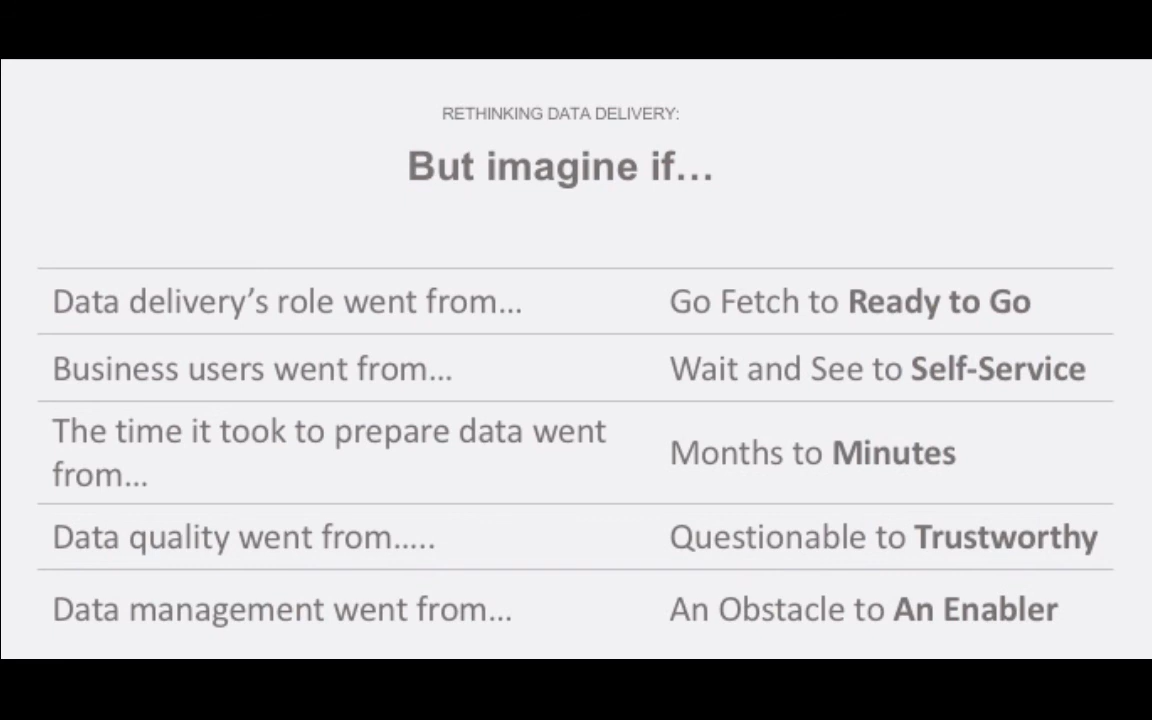 RETHINKING DATA DELIVERY:
But imagine if...
Data delivery’s role went from...
Go Fetch to Ready to Go
Business users went from...
Wait and See to Self-Service
The time it took to prepare data went
from...
Months to Minutes
Data quality went from.....
Questionable to Trustworthy
Data management went from...
An Obstacle to An Enabler